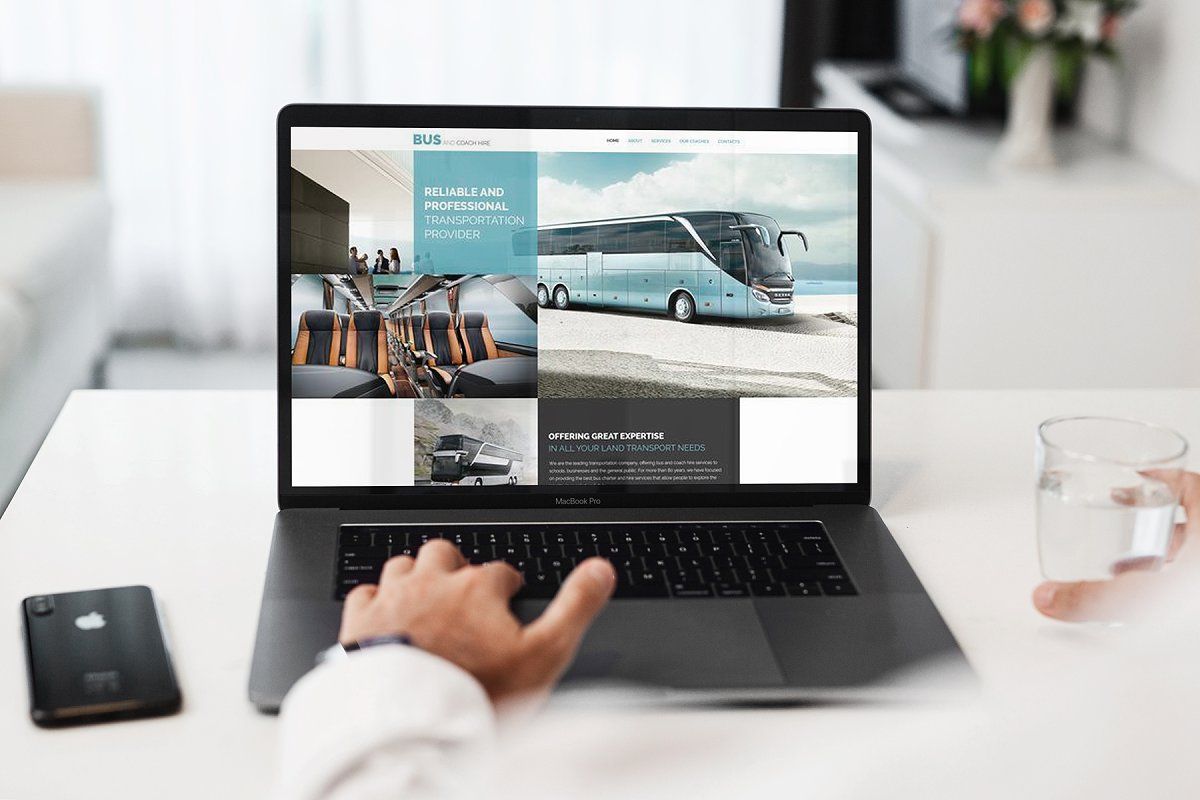 BUS AND COACH HIRE
HOME ABOUT SERVICES OUR COACHES CONTACTS
RELIABLE AND
PROFESSIONAL
TRANSPORTATION
PROVIDER
SETRA
OFFERING GREAT EXPERTISE
IN ALL YOUR LAND TRANSPORT NEEDS
We are the leading transportation company, offering bus and coach hire services to
schools, businesses and the general public. For more than 80 years, we have focused
on providing the best bus charter and hire services that allow people to explore the
MacBook Pro